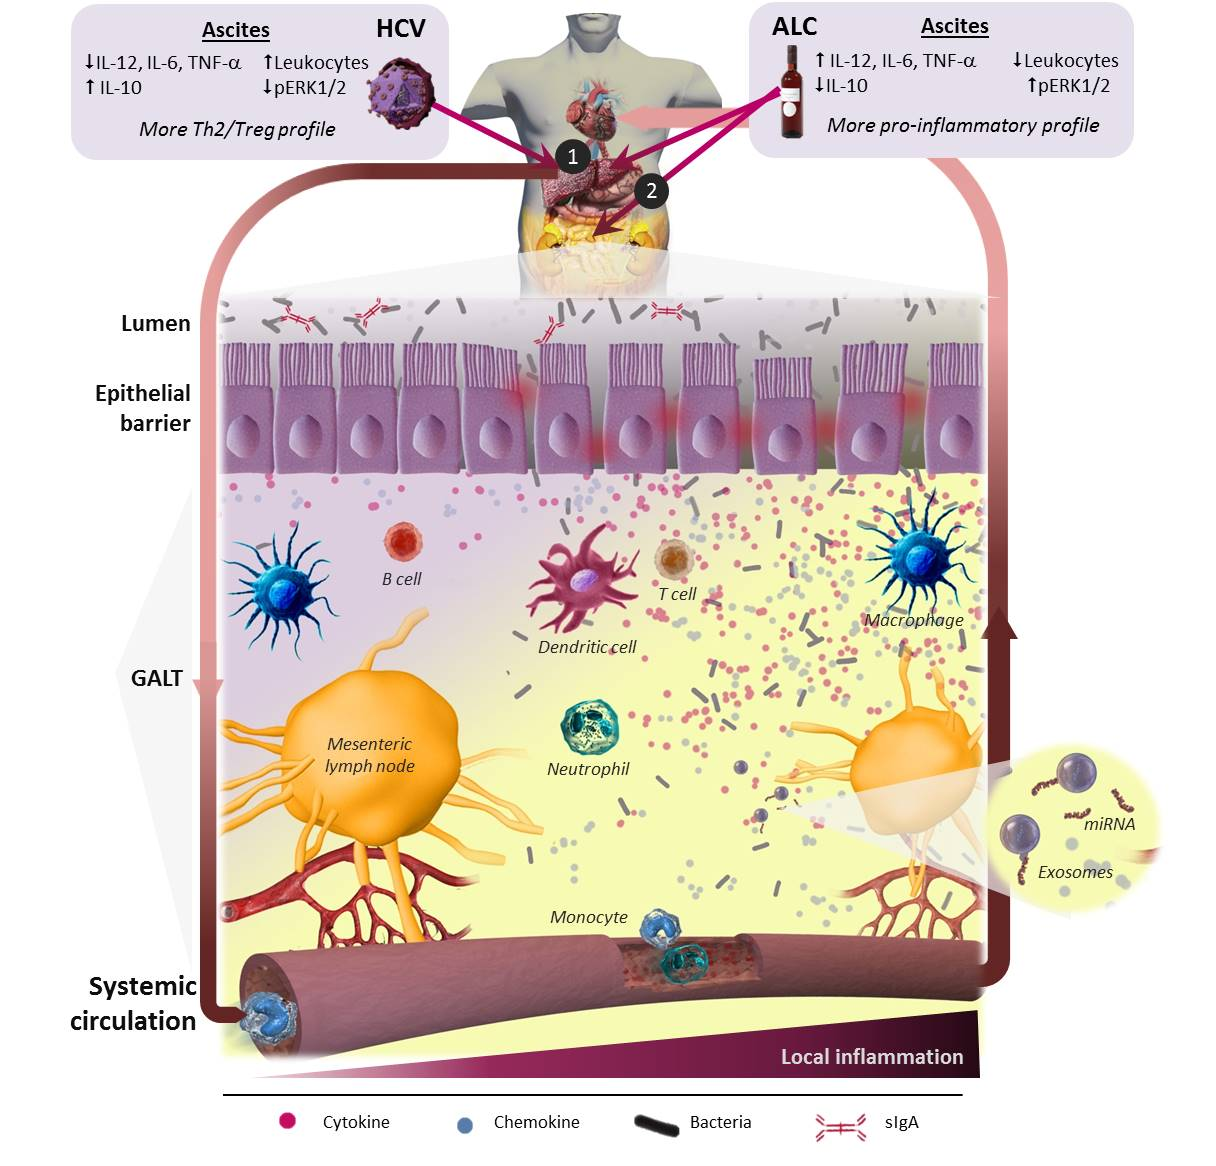 Ascites
HCV
↓IL-12, IL-6, TNF-α ↑Leukocytes
↑ IL-10 ↓pERK1/2
More Th2/Treg profile
ALC
Ascites
↑ IL-12, IL-6, TNF-α ↓Leukocytes
↓IL-10 ↑pERK1/2
More pro-inflammatory profile
1
2
Lumen
Epithelial
barrier
B cell
T cell
Dendritic cell
Macrophage
GALT
Mesenteric
lymph node
Neutrophil
miRNA
Exosomes
Monocyte
Systemic
circulation
Local inflammation
Cytokine
Chemokine
Bacteria
sIgA